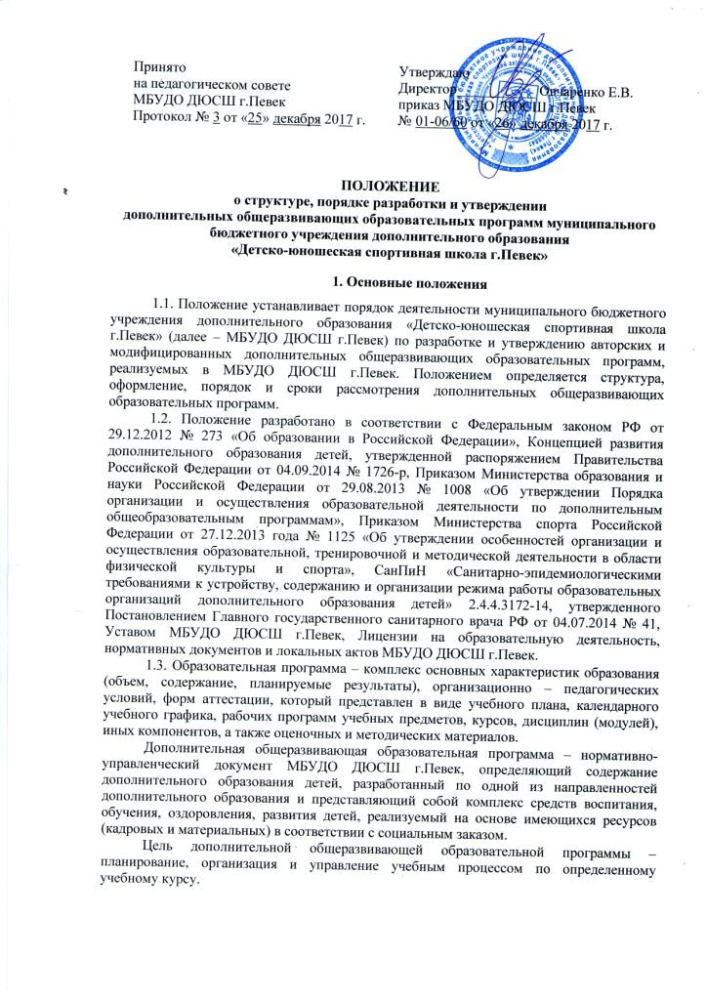 Принято
на педагогическом совете
МБУДО ДЮСШ г.Певек
Протокол № 3 от «25» декабря 2017 г.
Утверждаю
Директор Овчаренко Е.В.
приказ МБУДО ДЮСШ г.Певек
№ 01-06/60 от «26» декабря 2017 г.
ПОЛОЖЕНИЕ
о структуре, порядке разработки и утверждении
дополнительных общеразвивающих образовательных программ муниципального
бюджетного учреждения дополнительного образования
«Детско-юношеская спортивная школа г.Певек»
1. Основные положения
1.1. Положение устанавливает порядок деятельности муниципального бюджетного
учреждения дополнительного образования «Детско-юношеская спортивная школа
г.Певек» (далее – МБУДО ДЮСШ г.Певек) по разработке и утверждению авторских и
модифицированных дополнительных общеразвивающих образовательных программ,
реализуемых в МБУДО ДЮСШ г.Певек. Положением определяется структура,
оформление, порядок и сроки рассмотрения дополнительных общеразвивающих
образовательных программ.
1.2. Положение разработано в соответствии с Федеральным законом РФ от
29.12.2012 № 273 «Об образовании в Российской Федерации», Концепцией развития
дополнительного образования детей, утвержденной распоряжением Правительства
Российской Федерации от 04.09.2014 № 1726-р, Приказом Министерства образования и
науки Российской Федерации от 29.08.2013 № 1008 «Об утверждении Порядка
организации и осуществления образовательной деятельности по дополнительным
общеобразовательным программам», Приказом Министерства спорта Российской
Федерации от 27.12.2013 года № 1125 «Об утверждении особенностей организации и
осуществления образовательной, тренировочной и методической деятельности в области
физической культуры и спорта», СанПиН «Санитарно-эпидемиологическими
требованиями к устройству, содержанию и организации режима работы образовательных
организаций дополнительного образования детей» 2.4.4.3172-14, утвержденного
Постановлением Главного государственного санитарного врача РФ от 04.07.2014 № 41,
Уставом МБУДО ДЮСШ г.Певек, Лицензии на образовательную деятельность,
нормативных документов и локальных актов МБУДО ДЮСШ г.Певек.
1.3. Образовательная программа – комплекс основных характеристик образования
(объем, содержание, планируемые результаты), организационно – педагогических
условий, форм аттестации, который представлен в виде учебного плана, календарного
учебного графика, рабочих программ учебных предметов, курсов, дисциплин (модулей),
иных компонентов, а также оценочных и методических материалов.
Дополнительная общеразвивающая образовательная программа – нормативно-
управленческий документ МБУДО ДЮСШ г.Певек, определяющий содержание
дополнительного образования детей, разработанный по одной из направленностей
дополнительного образования и представляющий собой комплекс средств воспитания,
обучения, оздоровления, развития детей, реализуемый на основе имеющихся ресурсов
(кадровых и материальных) в соответствии с социальным заказом.
Цель дополнительной общеразвивающей образовательной программы –
планирование, организация и управление учебным процессом по определенному
учебному курсу.